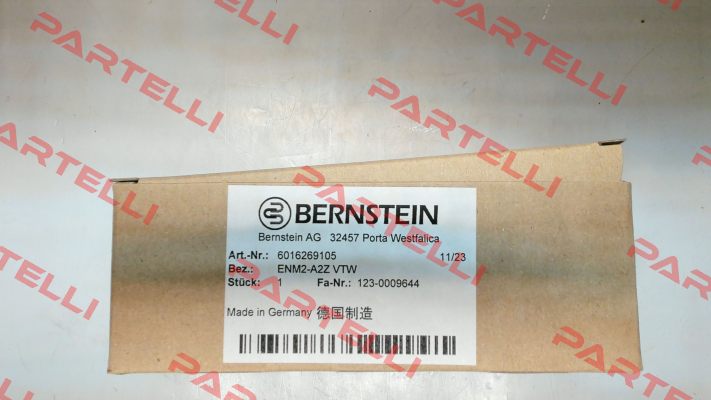 BERNSTEIN
Bernstein AG 32457 Porta Westfalica
Art.-Nr.: 6016269105 11/23
Bez.: ENM2-A2Z VTW
Stück: 1 Fa-Nr.: 123-0009644
Made in Germany 德国制造
PARTELLI
PARTELLI
PARTELLI
PARTELLI
PARTELLI
PARTELLI
PARTELLI
PARTELLI